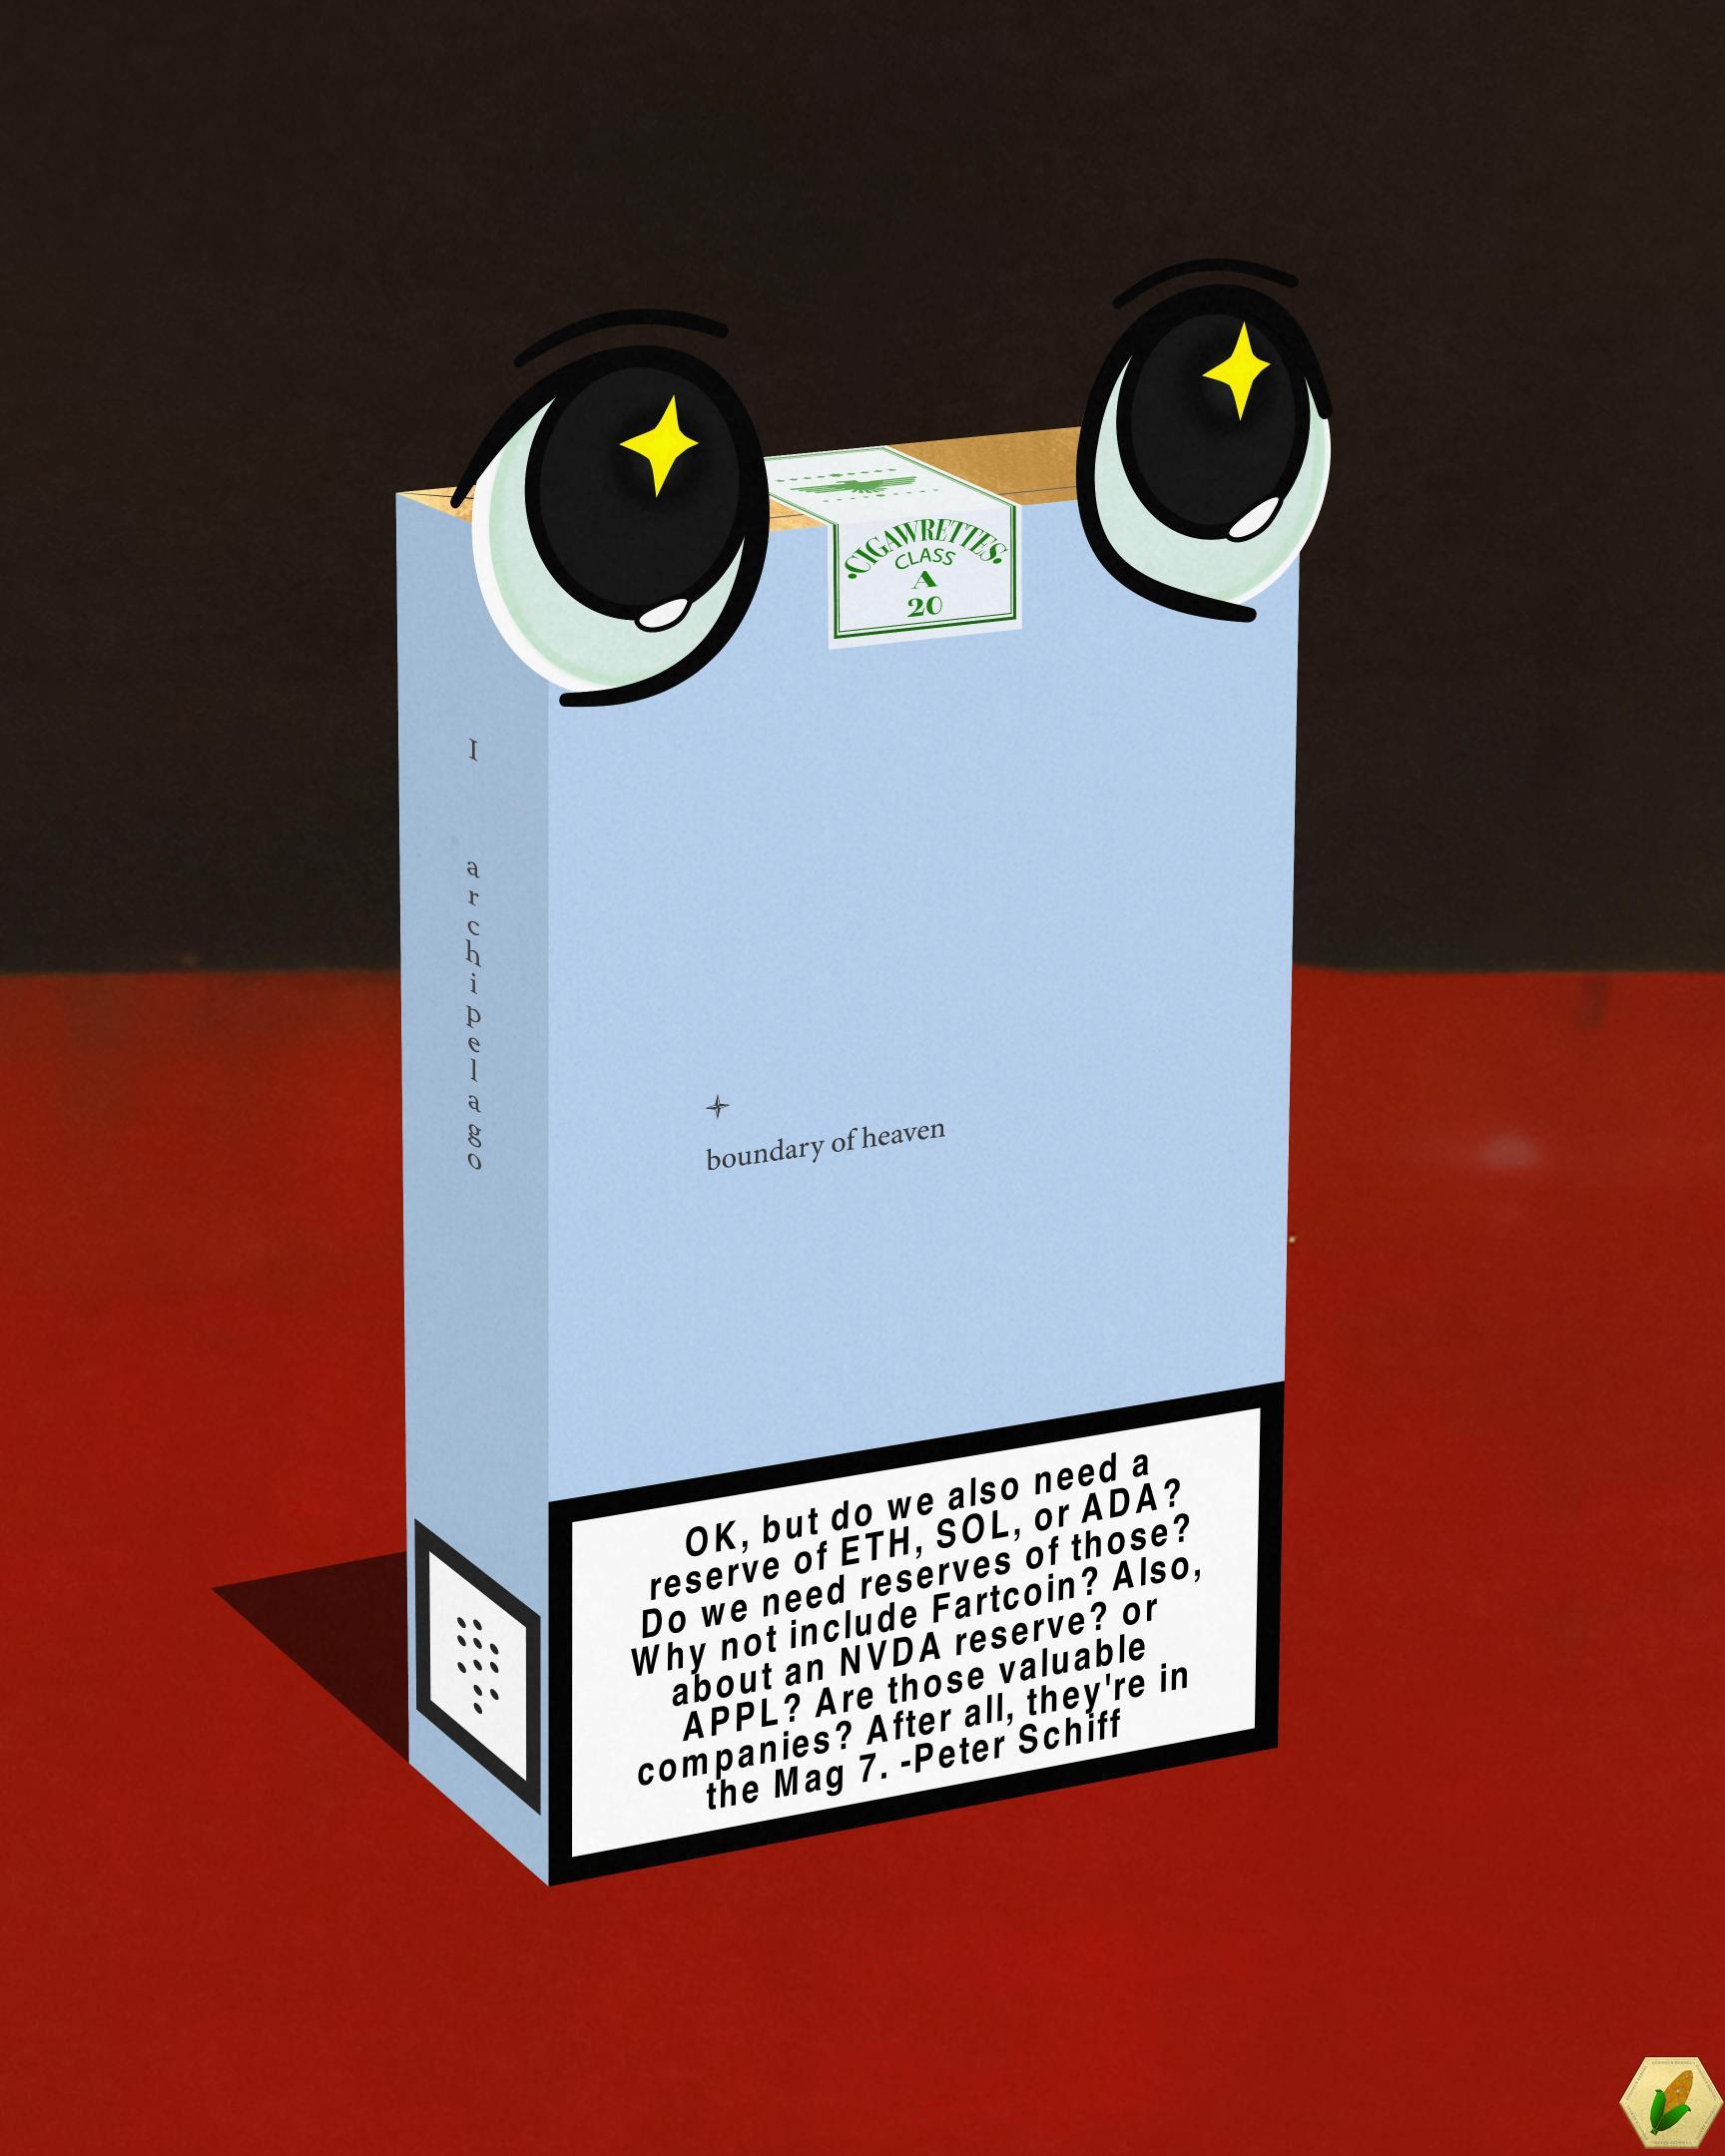 CIGAWRETTES
CLASS
A
20
I archipelago
boundary of heaven
OK, but do we also need a
reserve of ETH, SOL, or ADA?
Do we need reserves of those?
Why not include Fartcoin? Also,
about an NVDA reserve? or
APPL? Are those valuable
companies? After all, they're in
the Mag 7. -Peter Schiff